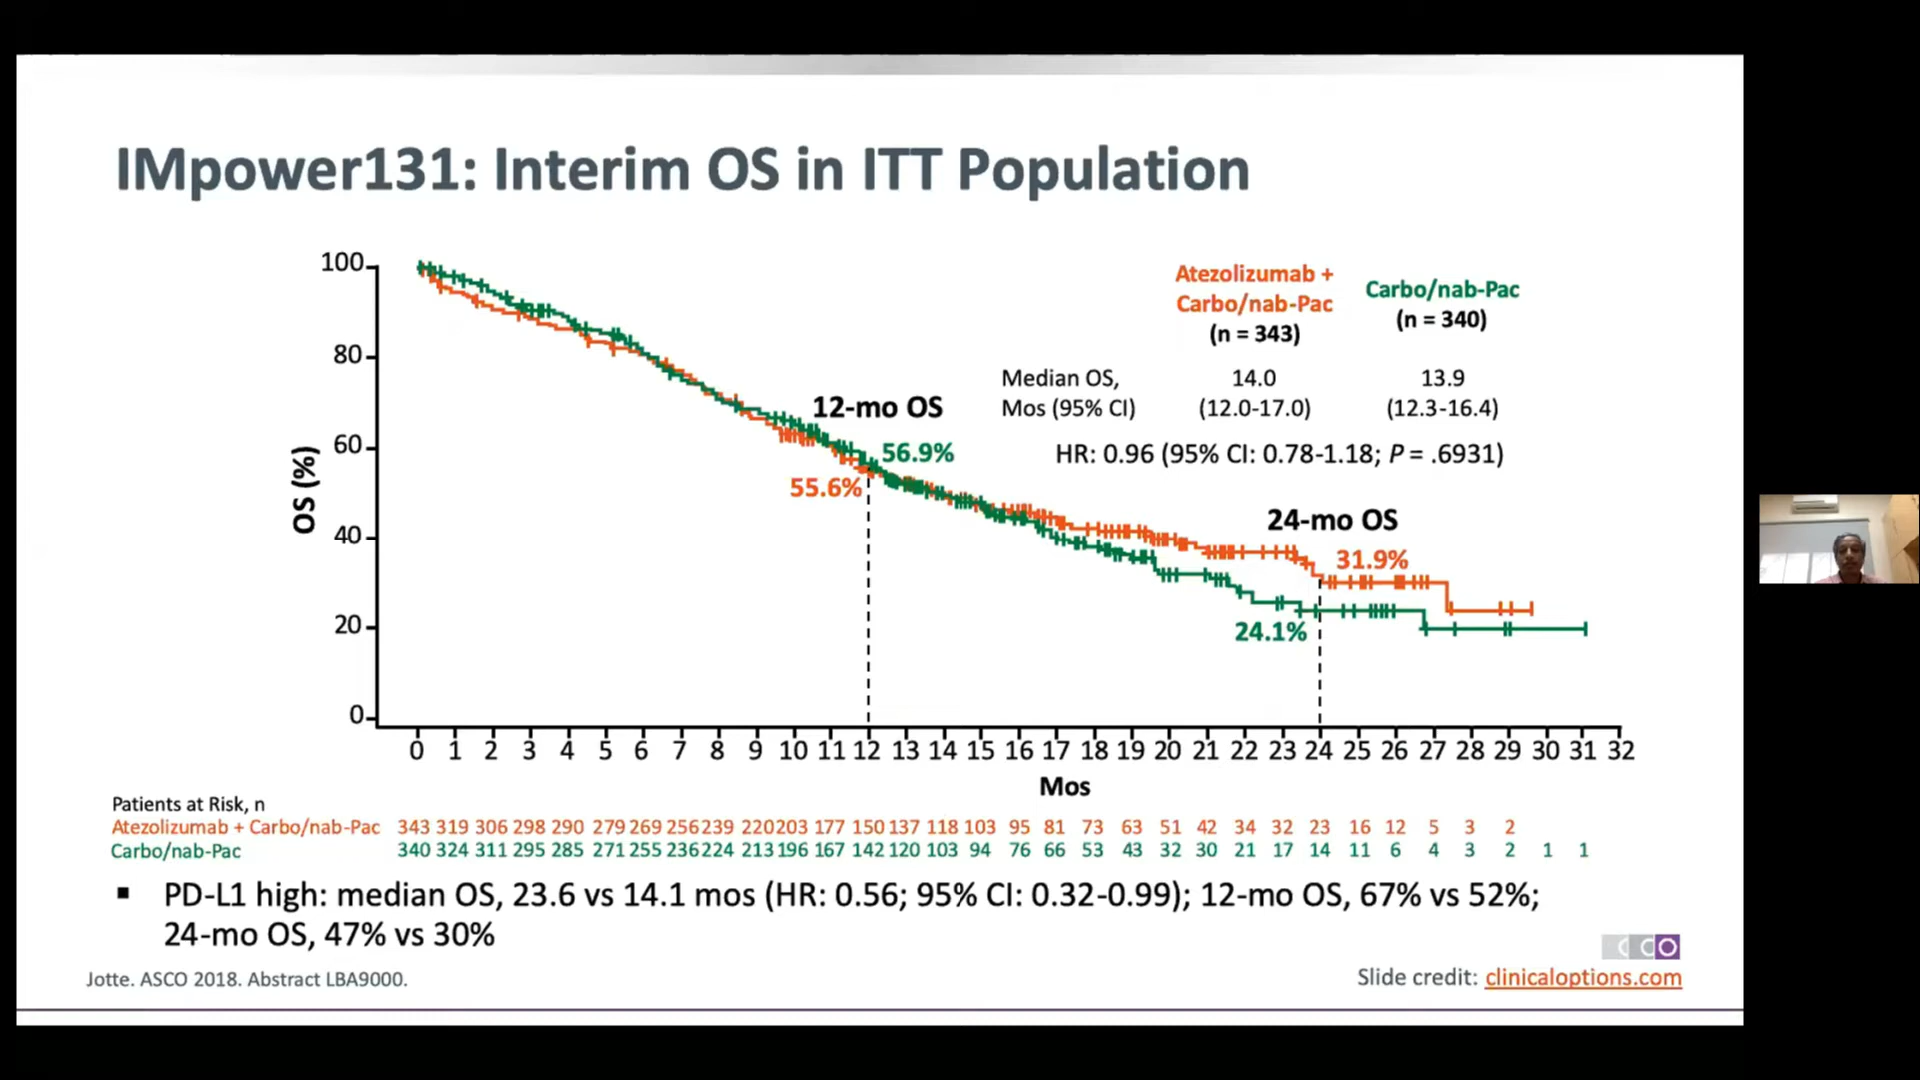 IMpower131: Interim OS in ITT Population
Atezolizumab +
Carbo/nab-Pac
(n = 343)
Carbo/nab-Pac
(n = 340)
Median OS,
Mos (95% CI)
14.0
(12.0-17.0)
13.9
(12.3-16.4)
HR: 0.96 (95% CI: 0.78-1.18; P = .6931)
OS (%)
100
80
60
40
20
0
12-mo OS
56.9%
55.6%
24-mo OS
31.9%
24.1%
0 1 2 3 4 5 6 7 8 9 10 11 12 13 14 15 16 17 18 19 20 21 22 23 24 25 26 27 28 29 30 31 32
Mos
Patients at Risk, n
Atezolizumab + Carbo/nab-Pac 343 319 306 298 290 279 269 256 239 220 203 177 150 137 118 103 95 81 73 63 51 42 34 32 23 16 12 5 3 2
Carbo/nab-Pac 340 324 311 295 285 271 255 236 224 213 196 167 142 120 103 94 76 66 53 43 32 30 21 17 14 11 6 4 3 2 1 1
▪ PD-L1 high: median OS, 23.6 vs 14.1 mos (HR: 0.56; 95% CI: 0.32-0.99); 12-mo OS, 67% vs 52%;
24-mo OS, 47% vs 30%
CCO
Jotte. ASCO 2018. Abstract LBA9000.
Slide credit: clinicaloptions.com